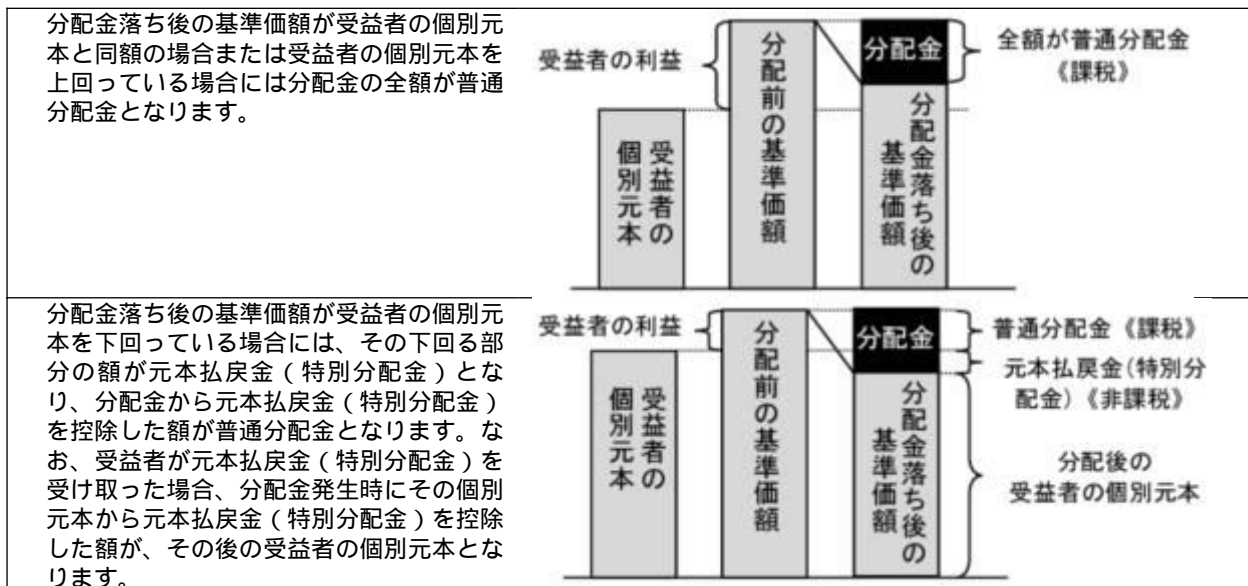 分配金落ち後の基準価額が受益者の個別元
本と同額の場合または受益者の個別元本を
上回っている場合には分配金の全額が普通
分配金となります。
受益者の利益
受益者の
個別元本
分配前の基準価額
分配金
分配金落ち後の
基準価額
全額が普通分配金
《課税》
分配金落ち後の基準価額が受益者の個別元
本を下回っている場合には、その下回る部
分の額が元本払戻金(特別分配金)とな
り、分配金から元本払戻金(特別分配金)
を控除した額が普通分配金となります。な
お、受益者が元本払戻金(特別分配金)を
受け取った場合、分配金発生時にその個別
元本から元本払戻金(特別分配金)を控除
した額が、その後の受益者の個別元本とな
ります。
受益者の利益
受益者の
個別元本
分配前の基準価額
分配金
分配金落ち後の
基準価額
普通分配金《課税》
元本払戻金(特別分
配金)《非課税》
分配後の
受益者の個別元本